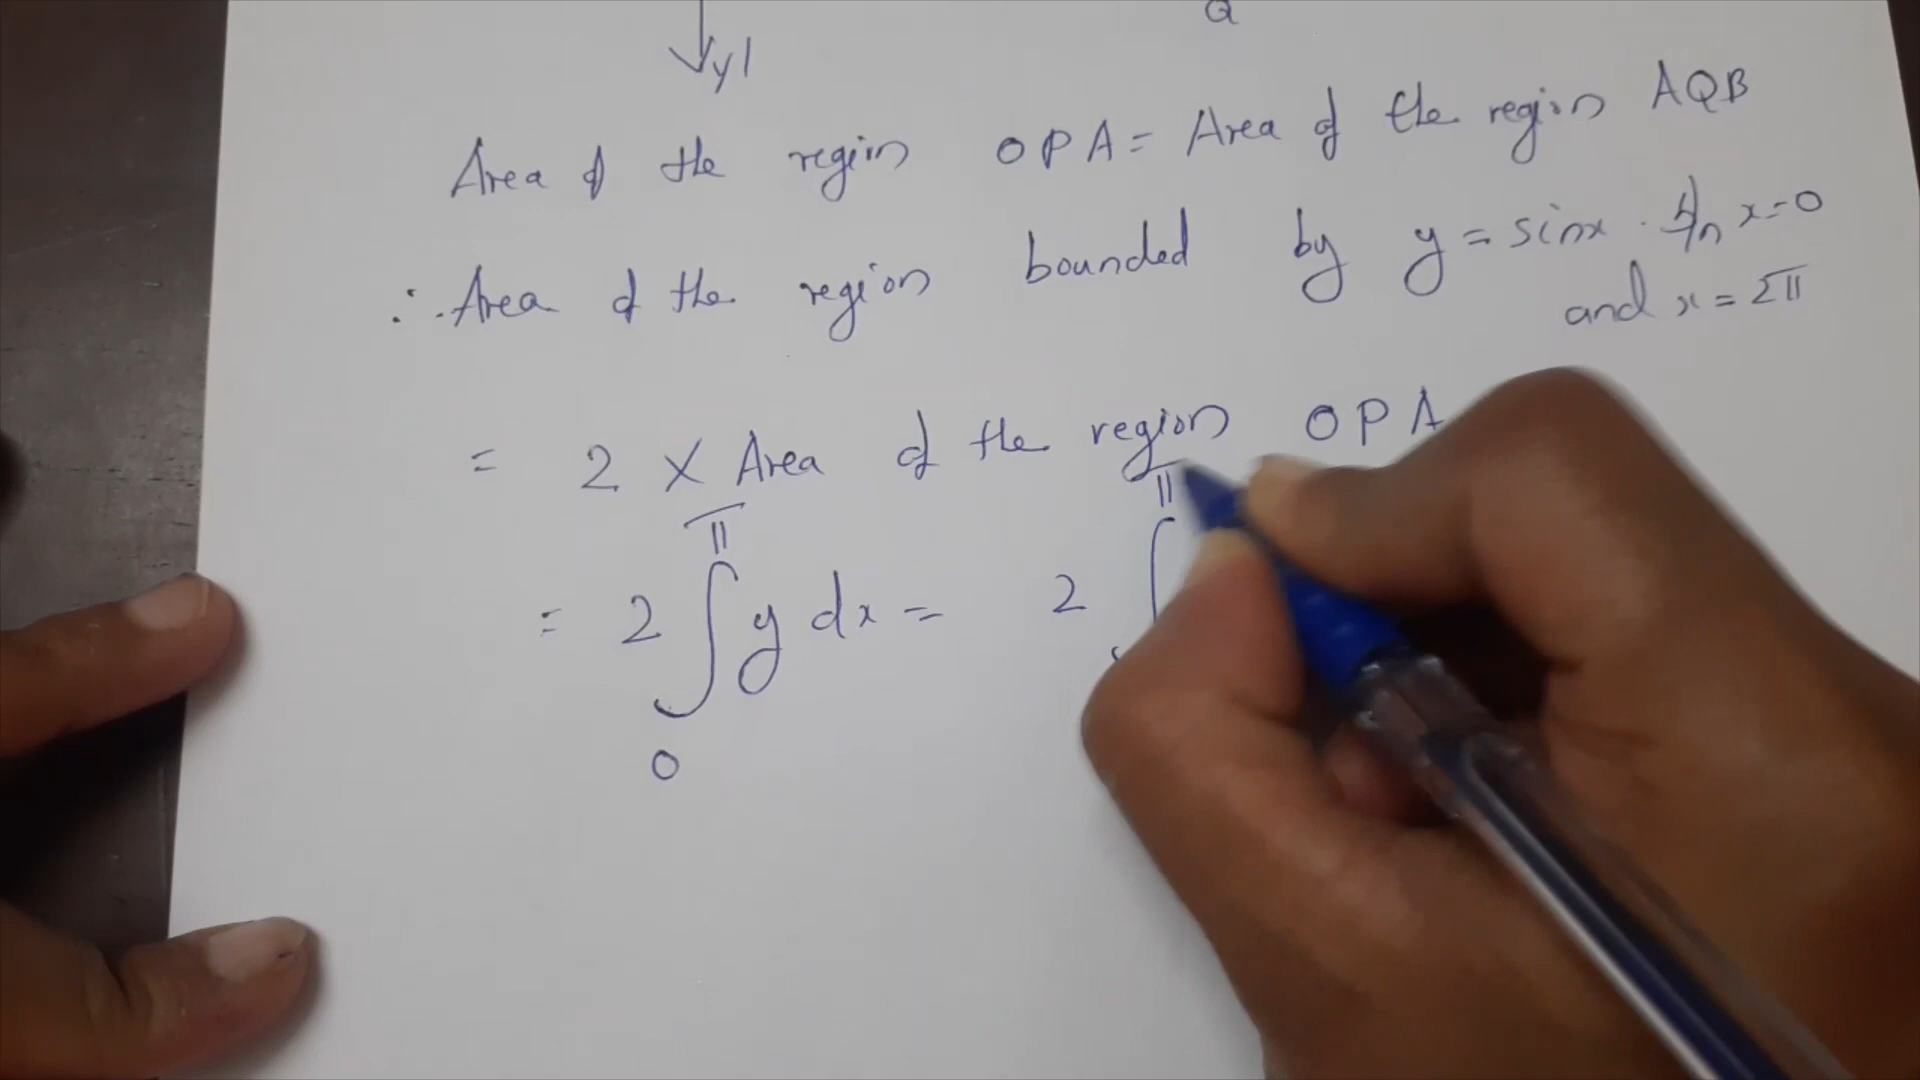 Q
y|
Area of the region OPA = Area of the region AQB
∴ Area of the region bounded by y = sinx b/n x=0
and x = 2π
= 2 × Area of the region OPA
= 2 ∫₀^π y dx = 2 ∫ π